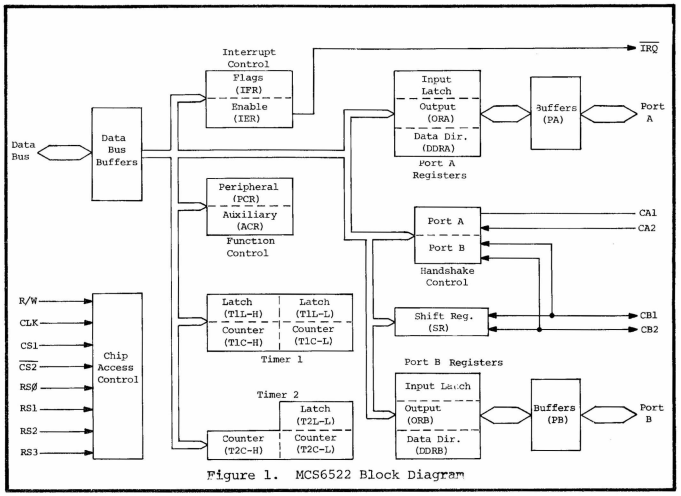 Interrupt
Control
Flags
(IFR)
Enable
(IER)
IRQ
Input
Latch
Output
(ORA)
Data Dir.
(DDRA)
Port A
Registers
Buffers
(PA)
Port
A
Data
Bus
Data
Bus
Buffers
Peripheral
(PCR)
Auxiliary
(ACR)
Function
Control
Port A
Port B
Handshake
Control
CA1
CA2
R/W
CLK
CS1
CS2
RSØ
RS1
RS2
RS3
Chip
Access
Control
Latch
(T1L-H)
Latch
(T1L-L)
Counter
(T1C-H)
Counter
(T1C-L)
Timer 1
Shift Reg.
(SR)
CB1
CB2
Timer 2
Latch
(T2L-L)
Counter
(T2C-H)
Counter
(T2C-L)
Port B Registers
Input Latch
Output
(ORB)
Data Dir.
(DDRB)
Buffers
(PB)
Port
B
Figure 1. MCS6522 Block Diagram